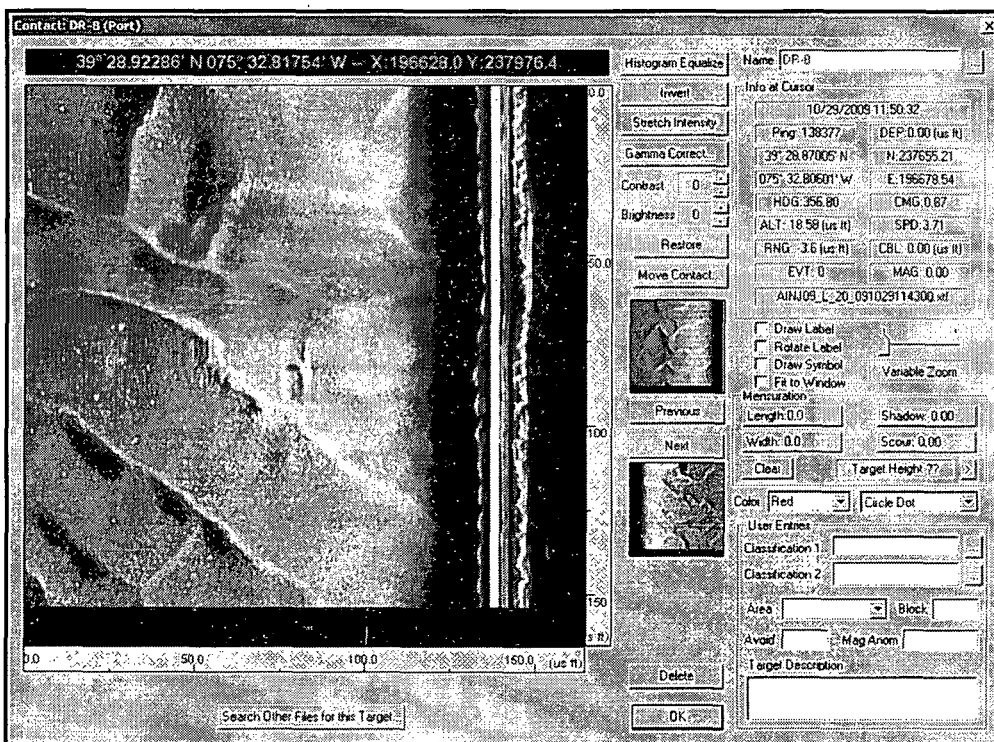 Contact: DR-8 (Port)
39° 28.92286' N 075° 32.81754' W -- X:196628.0 Y:237976.4
0.0
50.0
100
150
s ft)
0.0
50.0
100.0
150.0
(us ft)
Search Other Files for this Target...
Histogram Equalize
Invert
Stretch Intensity
Gamma Correct...
Contrast 0
Brightness 0
Restore
Move Contact...
Previous
Next
Delete
OK
Name DR-8 ...
Info at Cursor
10/29/2009 11:50:32
Ping: 138377 DEP: 0.00 (us ft)
39° 28.87005' N N: 237655.21
075° 32.80601' W E: 196678.54
HDG: 356.80 CMG: 0.87
ALT: 18.58 (us ft) SPD: 3.71
RNG: -3.6 (us ft) CBL: 0.00 (us ft)
EVT: 0 MAG: 0.00
AINJ09_L_20_091029114300.xtf
Draw Label
Rotate Label
Draw Symbol
Fit to Window
Variable Zoom
Mensuration
Length: 0.0 Shadow: 0.00
Width: 0.0 Scour: 0.00
Clear Target Height ?? >
Color Red Circle Dot
User Entries
Classification 1 ...
Classification 2 ...
Area Block
Avoid Mag Anom
Target Description